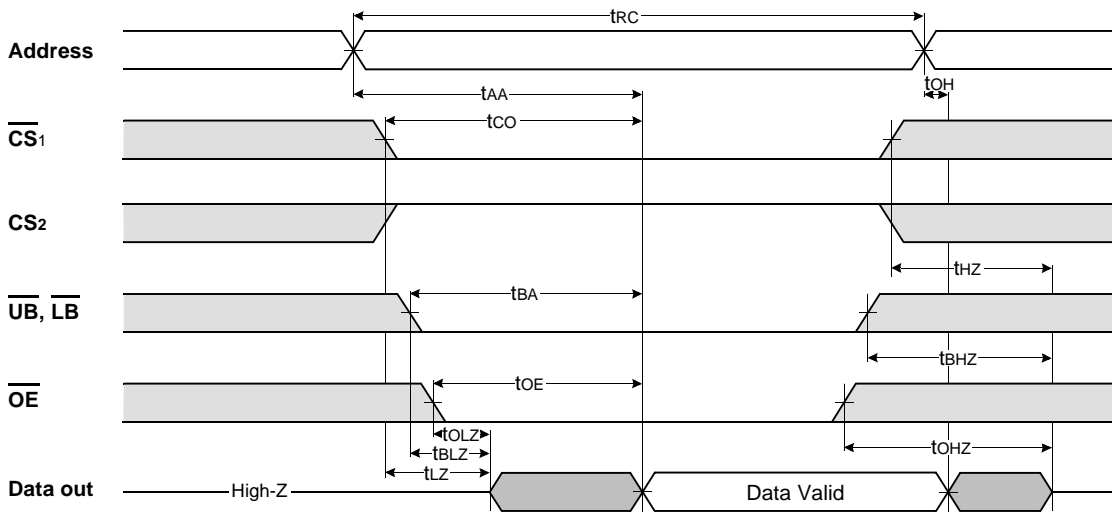 tRC
Address
tOH
tAA
tCO
CS1
CS2
tHZ
tBA
UB, LB
tBHZ
tOE
OE
tOLZ
tBLZ
tOHZ
tLZ
Data out
High-Z
Data Valid